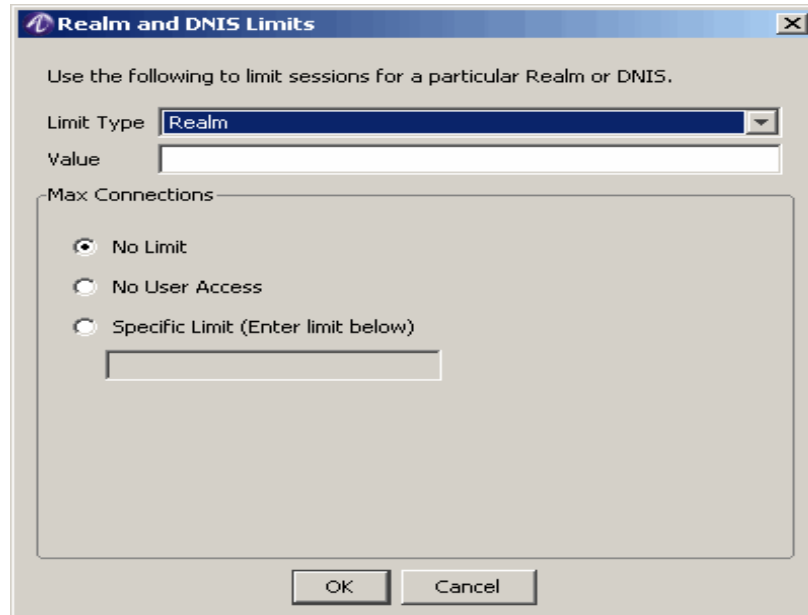 Realm and DNIS Limits
Use the following to limit sessions for a particular Realm or DNIS.
Limit Type Realm
Value
Max Connections
No Limit
No User Access
Specific Limit (Enter limit below)
OK Cancel